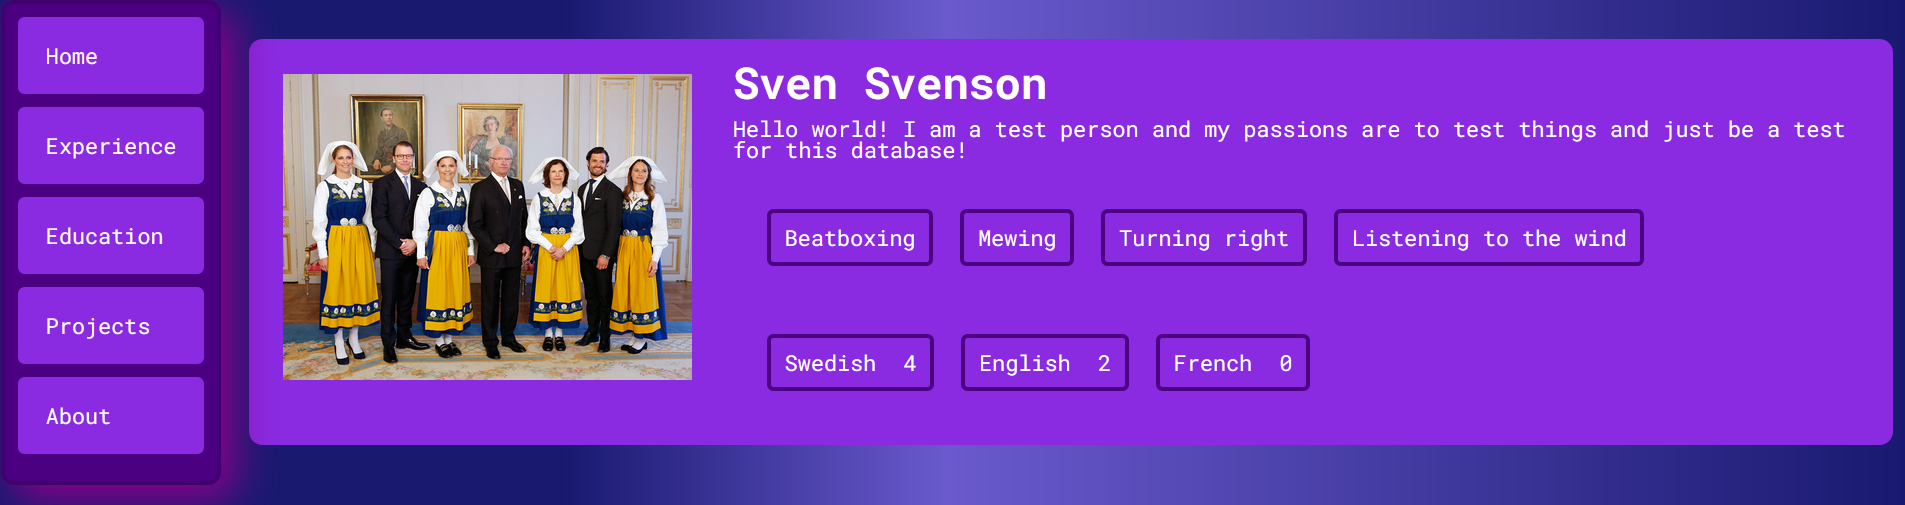 Home
Experience
Education
Projects
About
Sven Svenson
Hello world! I am a test person and my passions are to test things and just be a test
for this database!
Beatboxing Mewing Turning right Listening to the wind
Swedish 4 English 2 French 0